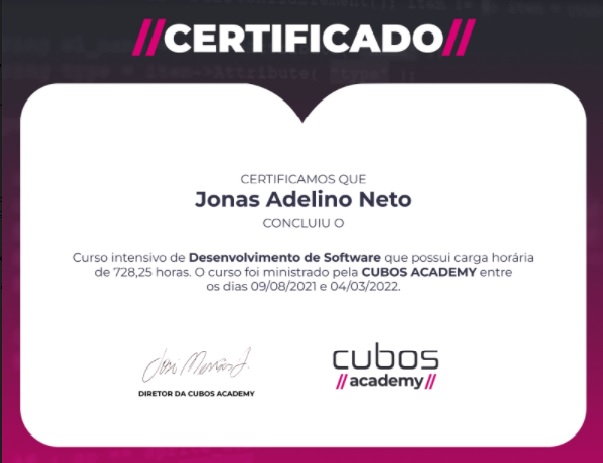 //CERTIFICADO//
CERTIFICAMOS QUE
Jonas Adelino Neto
CONCLUIU O
Curso intensivo de Desenvolvimento de Software que possui carga horária
de 728,25 horas. O curso foi ministrado pela CUBOS ACADEMY entre
os dias 09/08/2021 e 04/03/2022.
DIRETOR DA CUBOS ACADEMY
cubos
//academy//